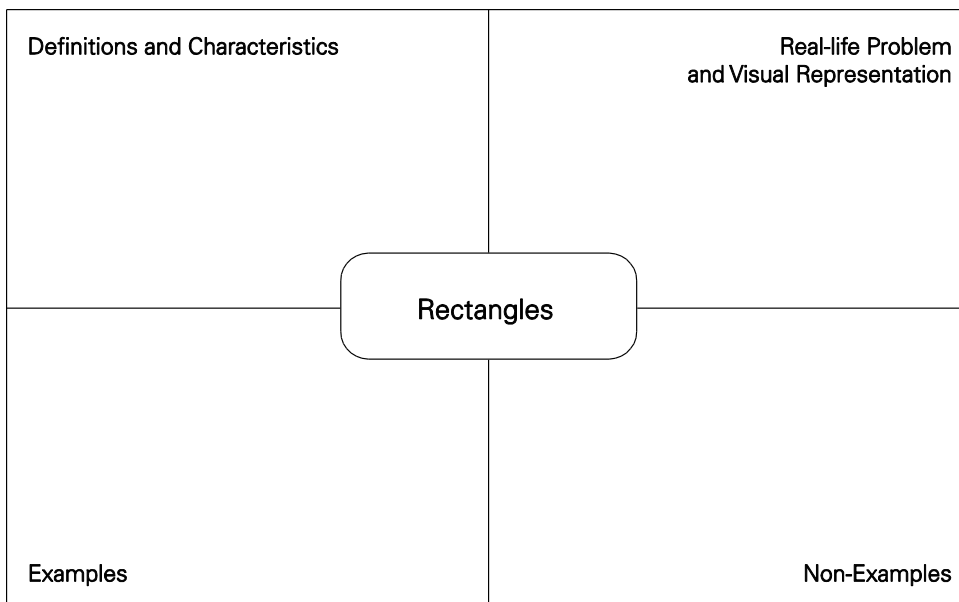 Definitions and Characteristics
Real-life Problem
and Visual Representation
Rectangles
Examples
Non-Examples